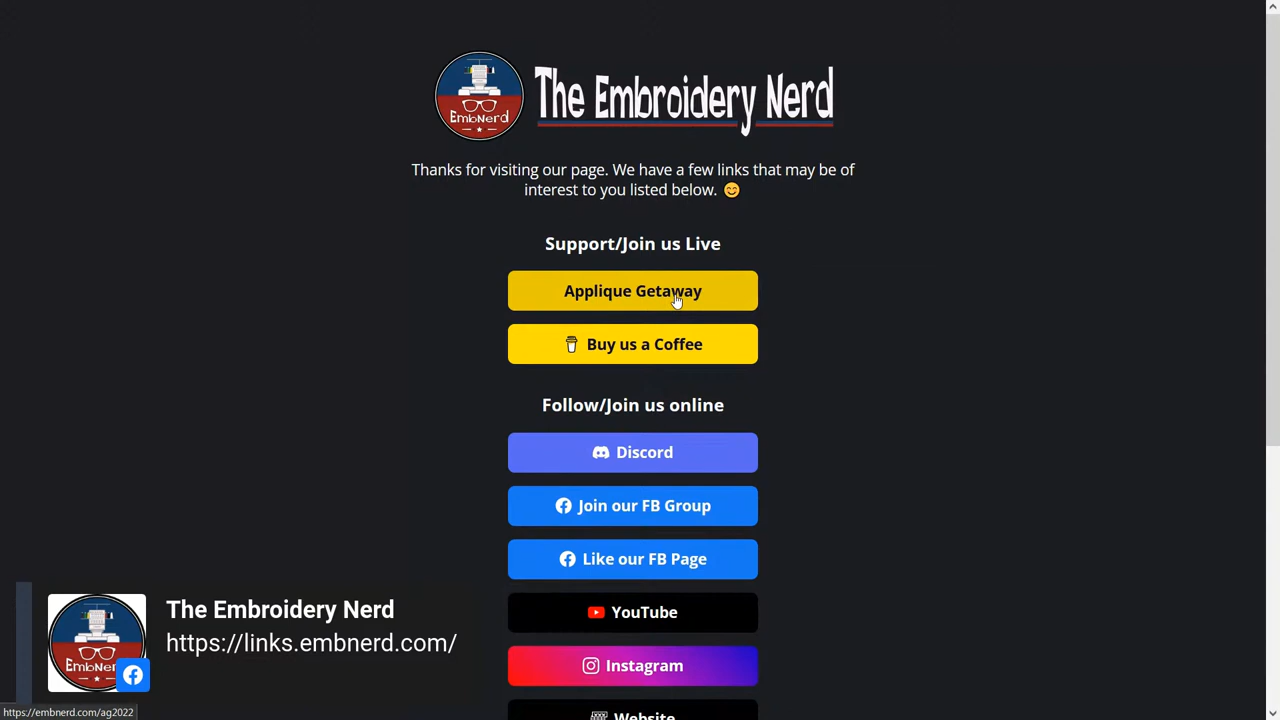 EmbNerd
The Embroidery Nerd
Thanks for visiting our page. We have a few links that may be of
interest to you listed below. 😊
Support/Join us Live
Applique Getaway
Buy us a Coffee
Follow/Join us online
Discord
Join our FB Group
Like our FB Page
YouTube
Instagram
Website
EmbNerd
The Embroidery Nerd
https://links.embnerd.com/
https://embnerd.com/ag2022